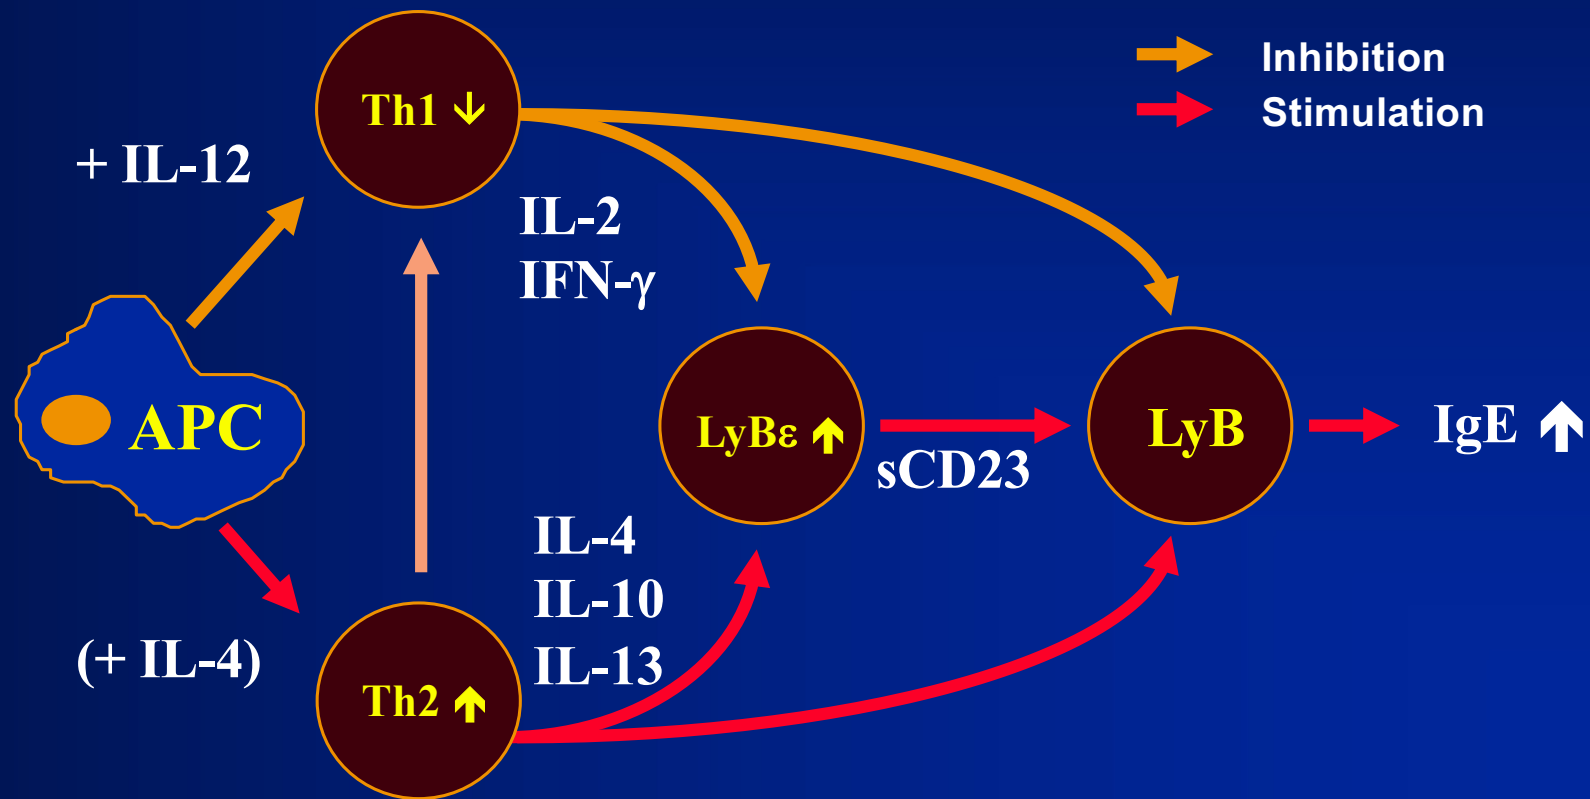 Inhibition
Stimulation
Th1 ↓
+ IL-12
IL-2
IFN-γ
APC
LyBε ↑
sCD23
LyB
IgE ↑
IL-4
IL-10
IL-13
(+ IL-4)
Th2 ↑